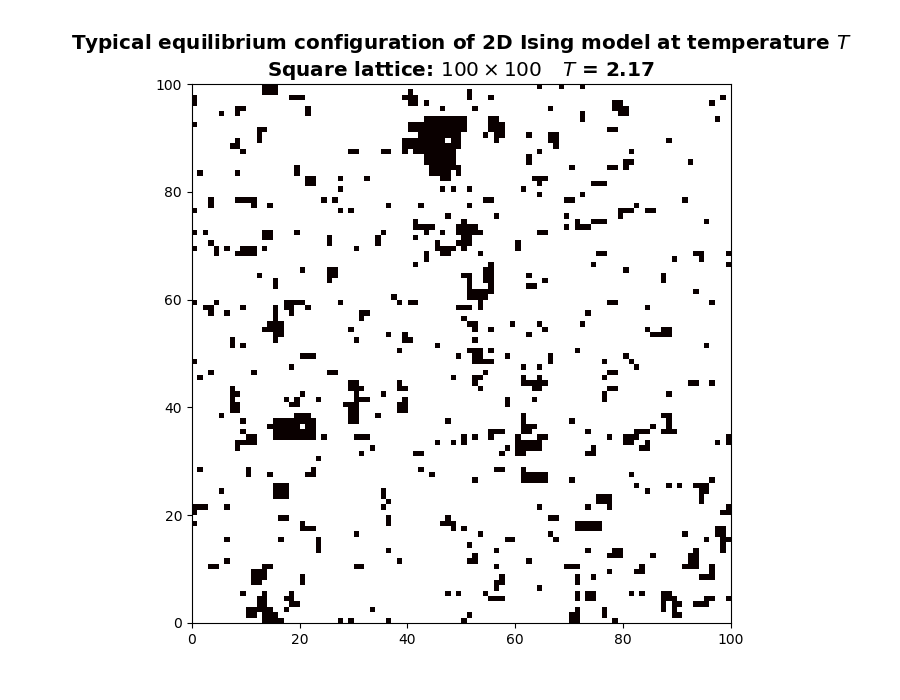 Typical equilibrium configuration of 2D Ising model at temperature T
Square lattice: 100 × 100 T = 2.17
100
80
60
40
20
0
0 20 40 60 80 100